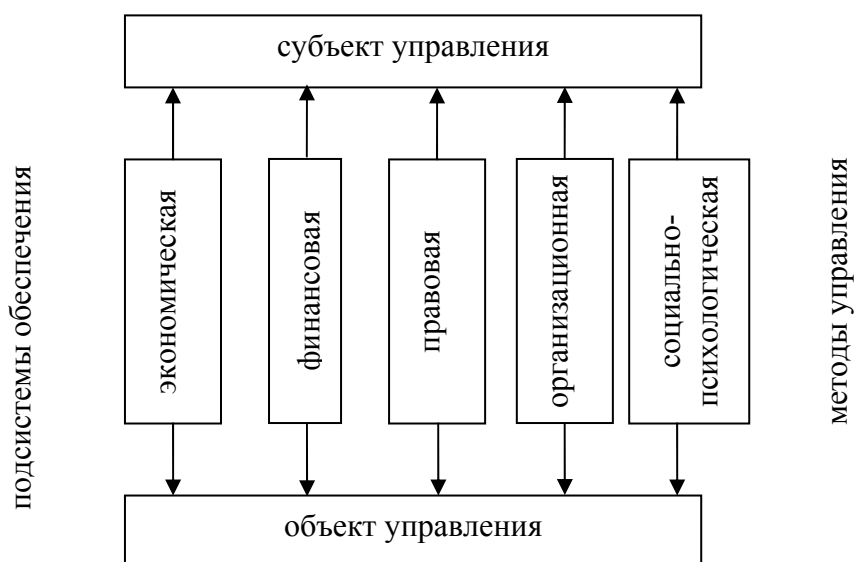 субъект управления
подсистемы обеспечения
экономическая
финансовая
правовая
организационная
социально-
психологическая
методы управления
объект управления